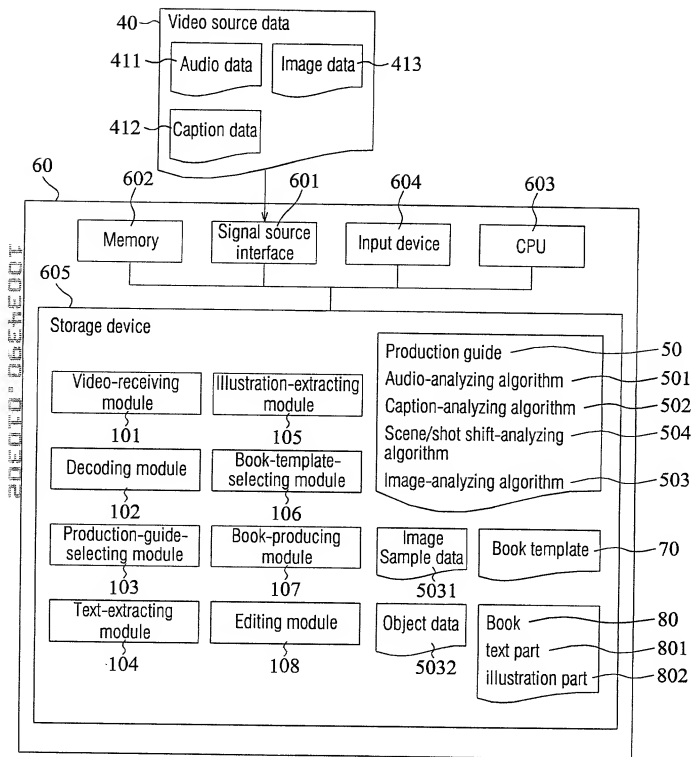 40
Video source data
411
Audio data
Image data
413
412
Caption data
60
602
601
604
603
Memory
Signal source
interface
Input device
CPU
605
Storage device
Production guide
50
Audio-analyzing algorithm
501
Caption-analyzing algorithm
502
Scene/shot shift-analyzing
algorithm
504
Image-analyzing algorithm
503
Video-receiving
module
101
Illustration-extracting
module
105
Decoding module
102
Book-template-
selecting module
106
Production-guide-
selecting module
103
Book-producing
module
107
Image
Sample data
5031
Book template
70
Text-extracting
module
104
Editing module
108
Object data
5032
Book
80
text part
801
illustration part
802